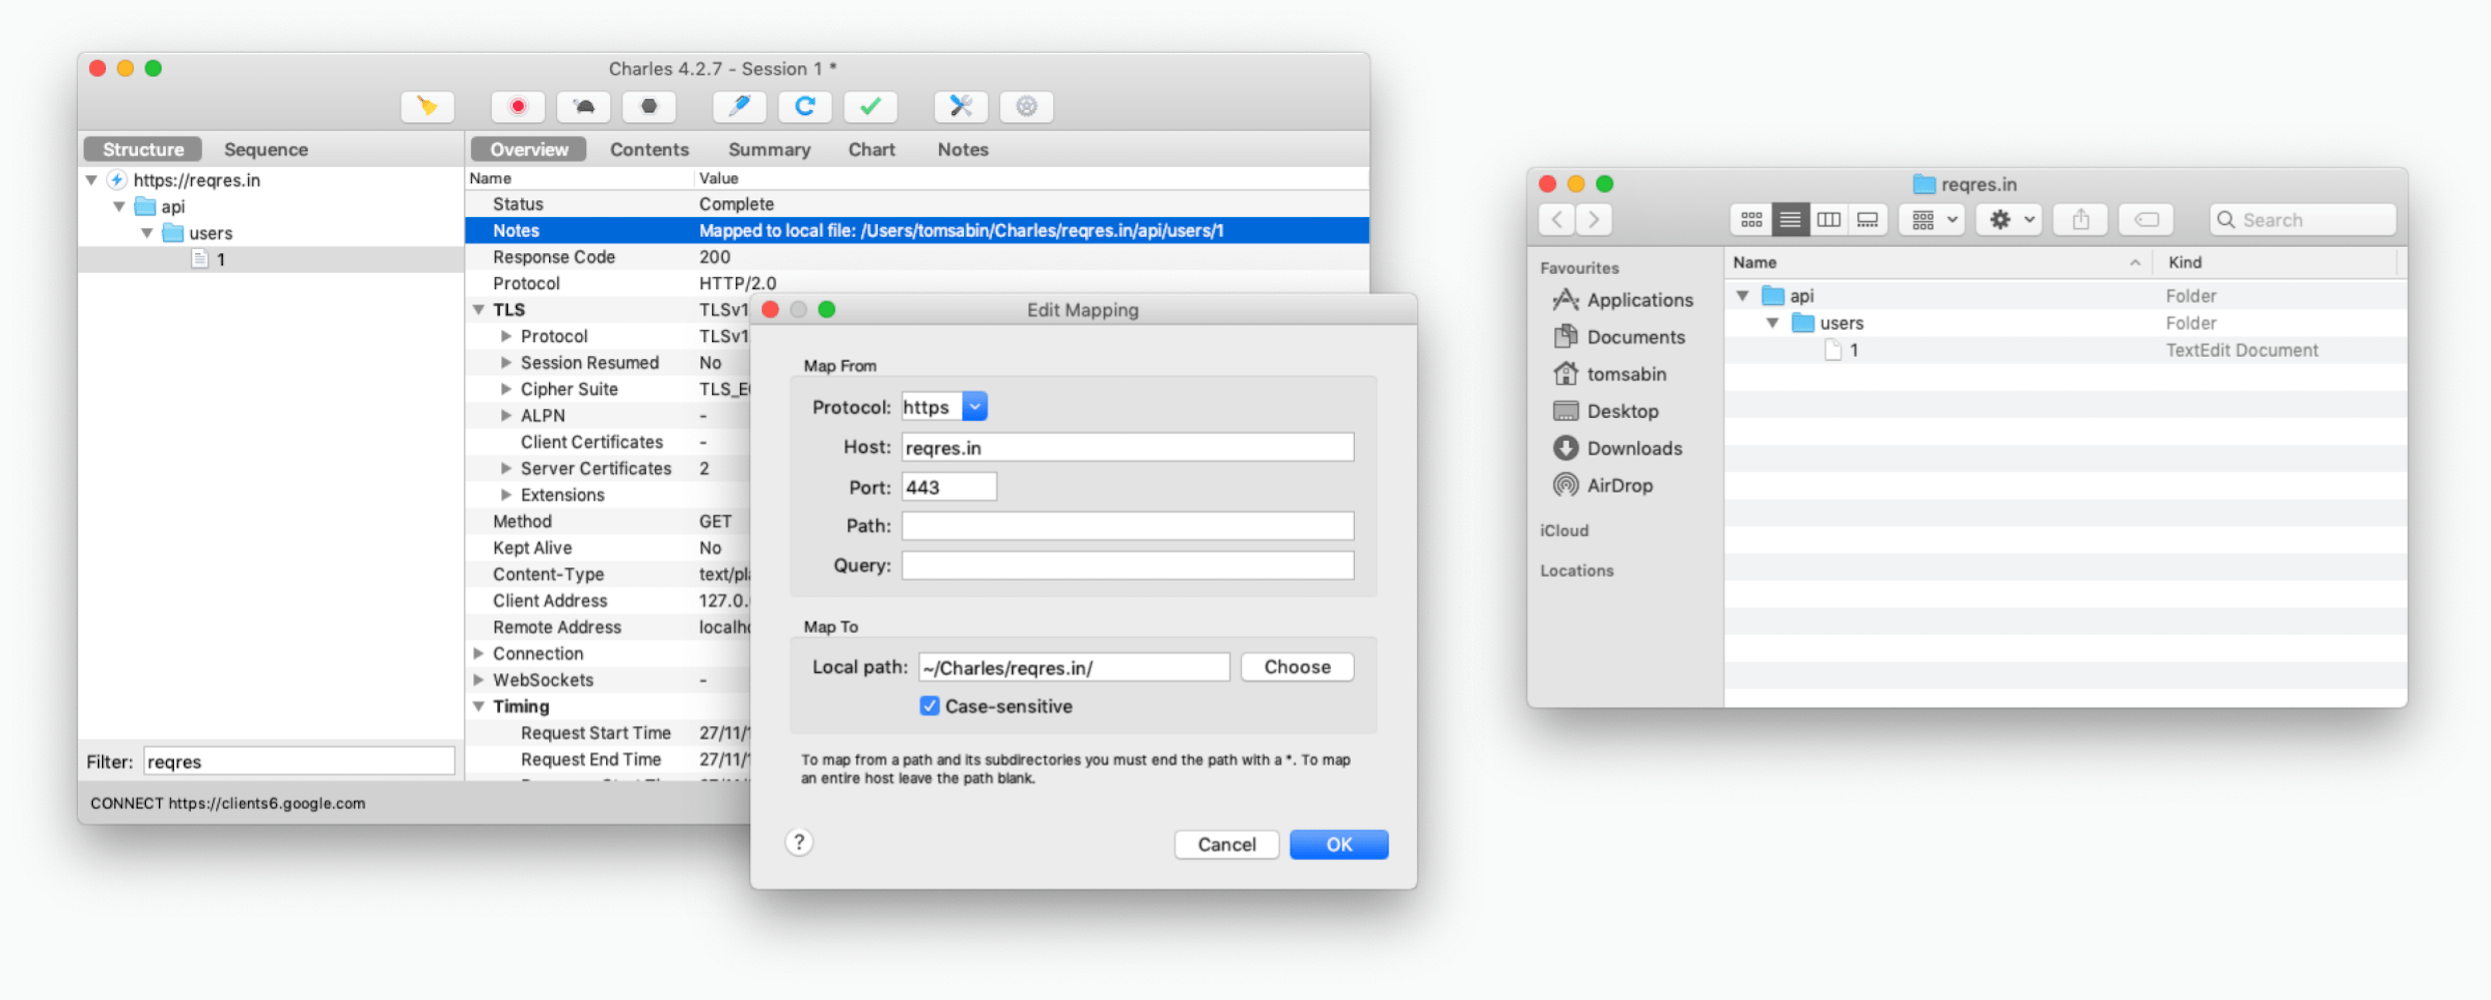 Charles 4.2.7 - Session 1 *
Structure Sequence
https://reqres.in
api
users
1
Filter: reqres
CONNECT https://clients6.google.com
Overview Contents Summary Chart Notes
Name Value
Status Complete
Notes Mapped to local file: /Users/tomsabin/Charles/reqres.in/api/users/1
Response Code 200
Protocol HTTP/2.0
TLS TLSv1
Protocol TLSv1
Session Resumed No
Cipher Suite TLS_E
ALPN -
Client Certificates -
Server Certificates 2
Extensions
Method GET
Kept Alive No
Content-Type text/pl
Client Address 127.0.
Remote Address localh
Connection
WebSockets -
Timing
Request Start Time 27/11/
Request End Time 27/11/
Edit Mapping
Map From
Protocol: https
Host: reqres.in
Port: 443
Path:
Query:
Map To
Local path: ~/Charles/reqres.in/ Choose
Case-sensitive
To map from a path and its subdirectories you must end the path with a *. To map
an entire host leave the path blank.
? Cancel OK
reqres.in
Search
Favourites
Applications
Documents
tomsabin
Desktop
Downloads
AirDrop
iCloud
Locations
Name Kind
api Folder
users Folder
1 TextEdit Document